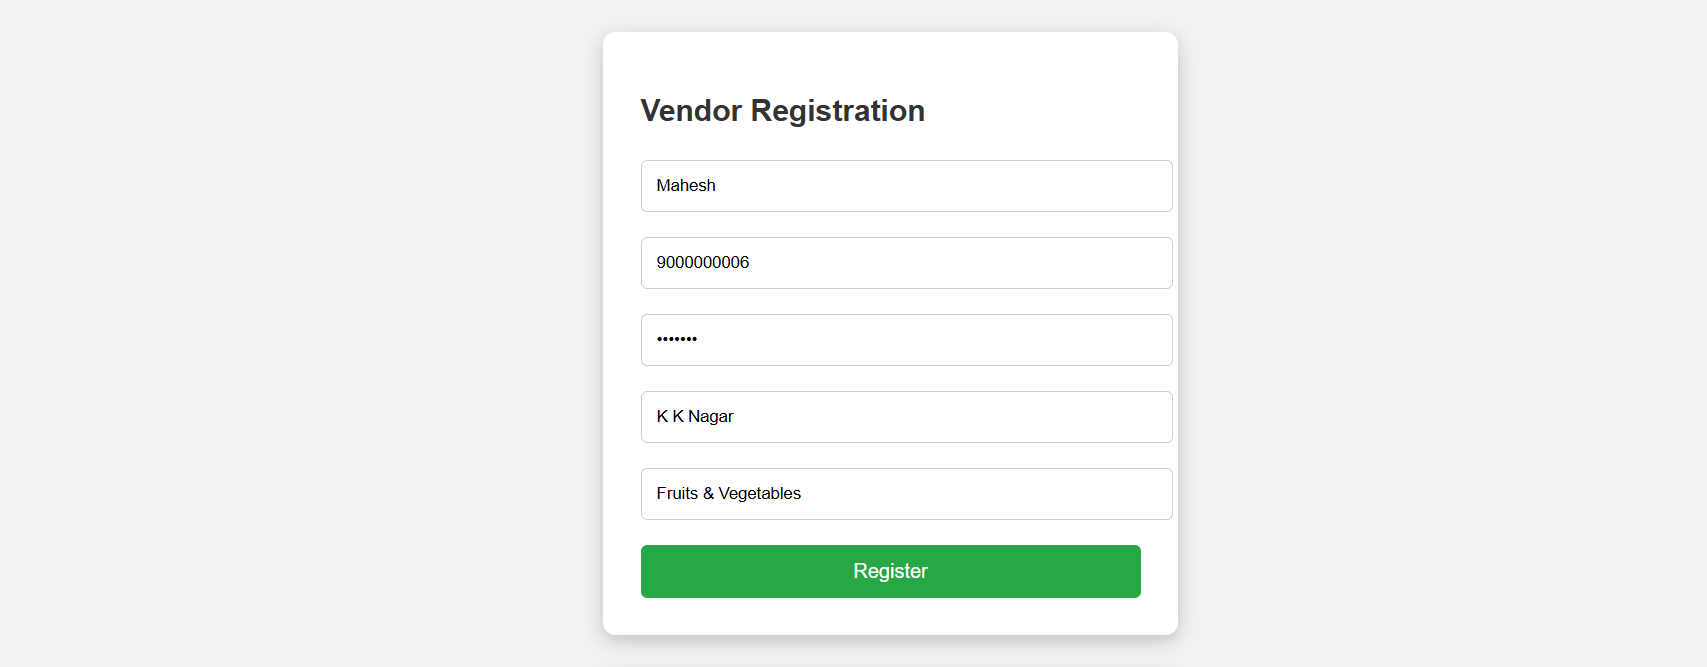 Vendor Registration
Mahesh
9000000006
•••••••
K K Nagar
Fruits & Vegetables
Register